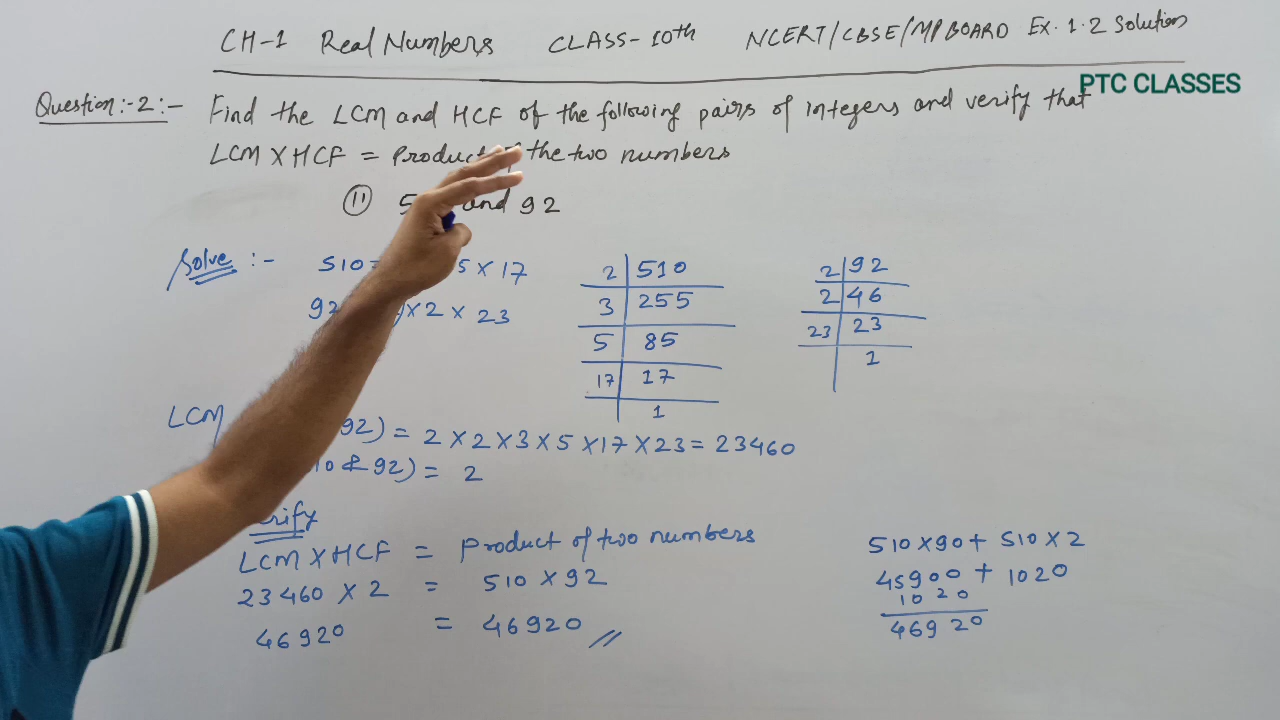 CH-1 Real Numbers CLASS-10th NCERT/CBSE/MPBOARD Ex. 1.2 Solutions
PTC CLASSES
Question:-2:- Find the LCM and HCF of the following pairs of integers and verify that
LCM X HCF = Product of the two numbers
(ii) 5 and 92
Solve :- 510= 5 X 17
92 X 2 X 23
2 510
3 255
5 85
17 17
1
2 92
2 46
23 23
1
LCM 92) = 2 X 2 X 3 X 5 X 17 X 23 = 23460
10 & 92) = 2
LCM X HCF = Product of two numbers
23460 X 2 = 510 X 92
46920 = 46920 //
510 X 90 + 510 X 2
45900 + 1020
1020
46920